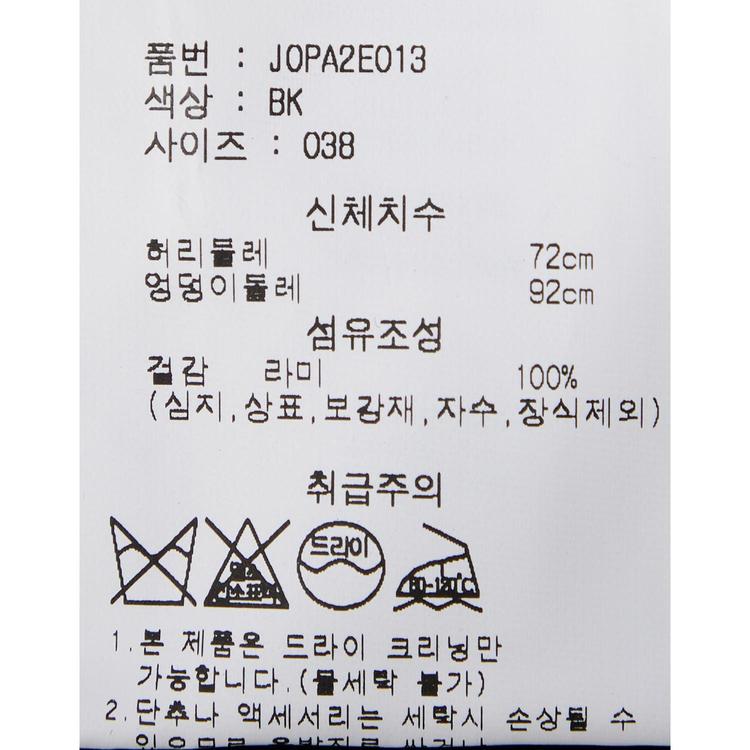 품번 : JOPA2E013
색상 : BK
사이즈 : 038
신체치수
허리둘레 72cm
엉덩이둘레 92cm
섬유조성
겉감 라미 100%
(심지,상표,보강재,자수,장식제외)
취급주의
드라이
80-120℃
1.본 제품은 드라이 크리닝만
가능합니다.(물세탁 불가)
2.단추나 액세서리는 세탁시 손상될 수